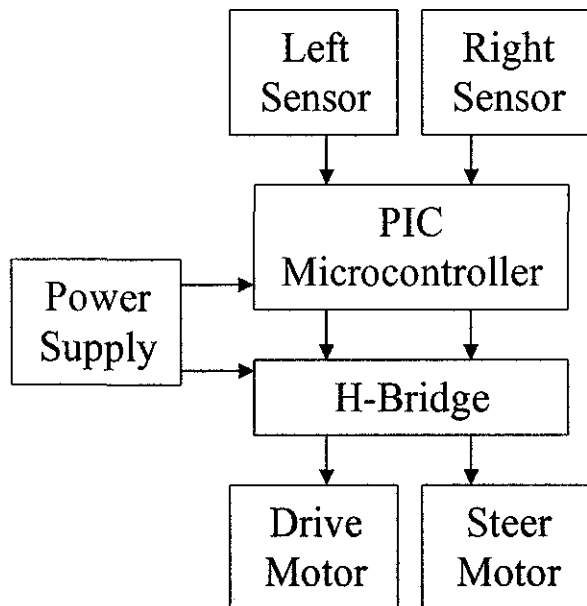 Left
Sensor
Right
Sensor
PIC
Microcontroller
Power
Supply
H-Bridge
Drive
Motor
Steer
Motor